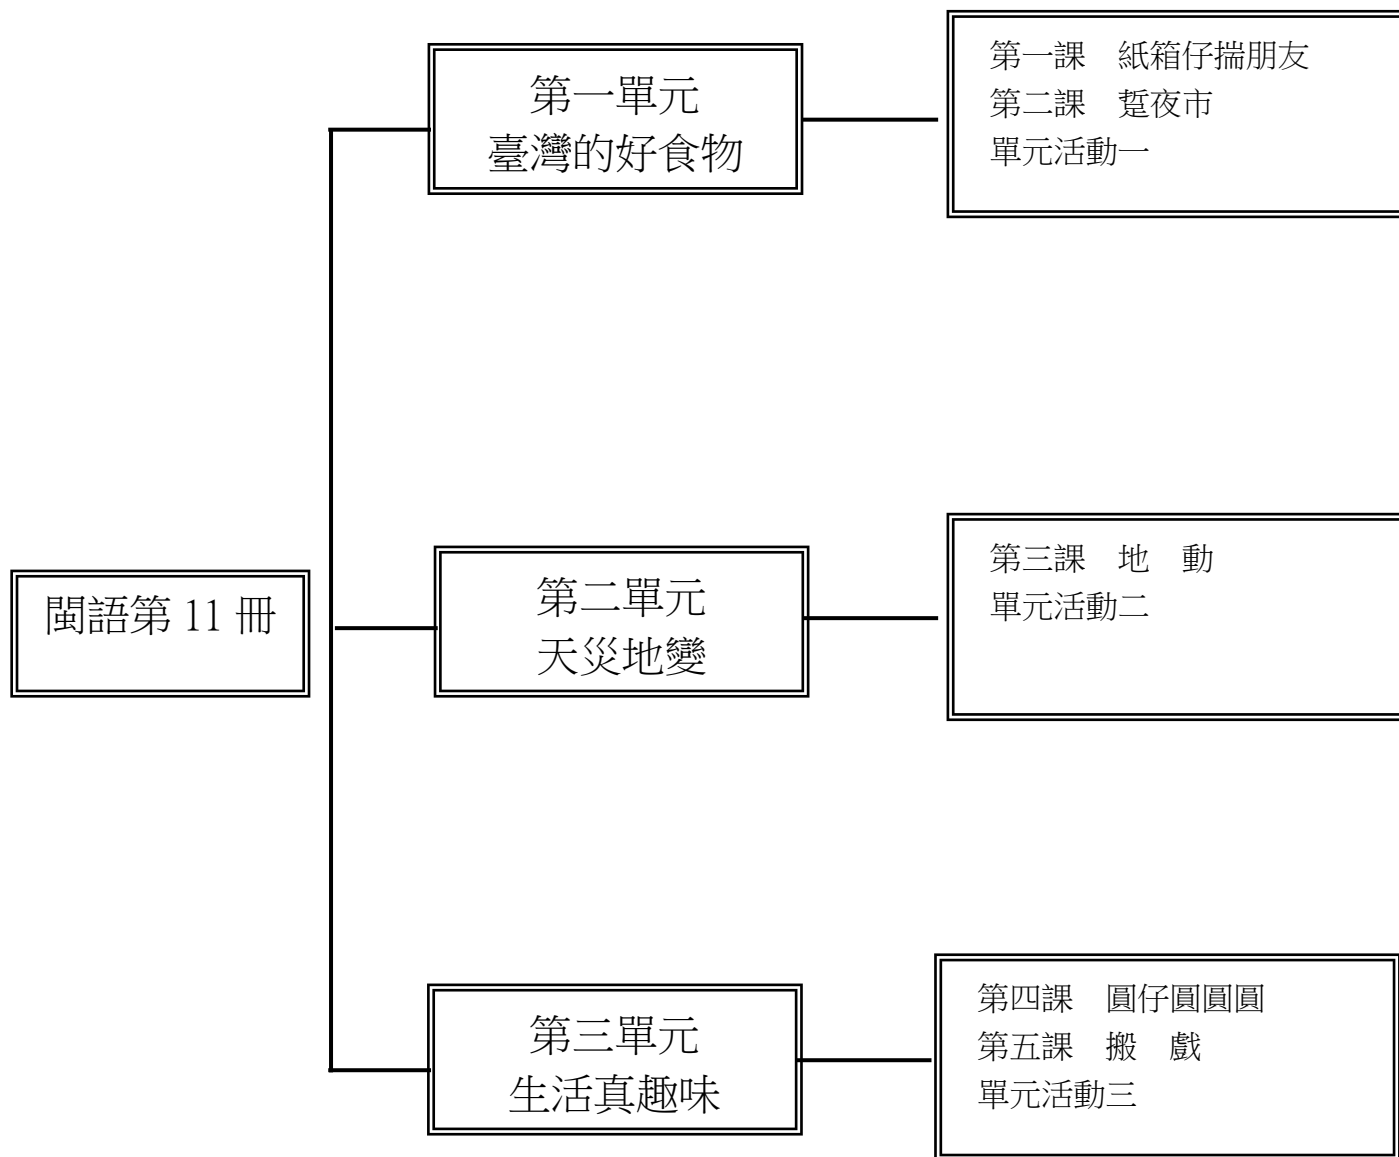 閩語第 11 冊
第一單元
臺灣的好食物
第一課　紙箱仔揣朋友
第二課　踅夜市
單元活動一
第二單元
天災地變
第三課　地　動
單元活動二
第三單元
生活真趣味
第四課　圓仔圓圓圓
第五課　搬　戲
單元活動三